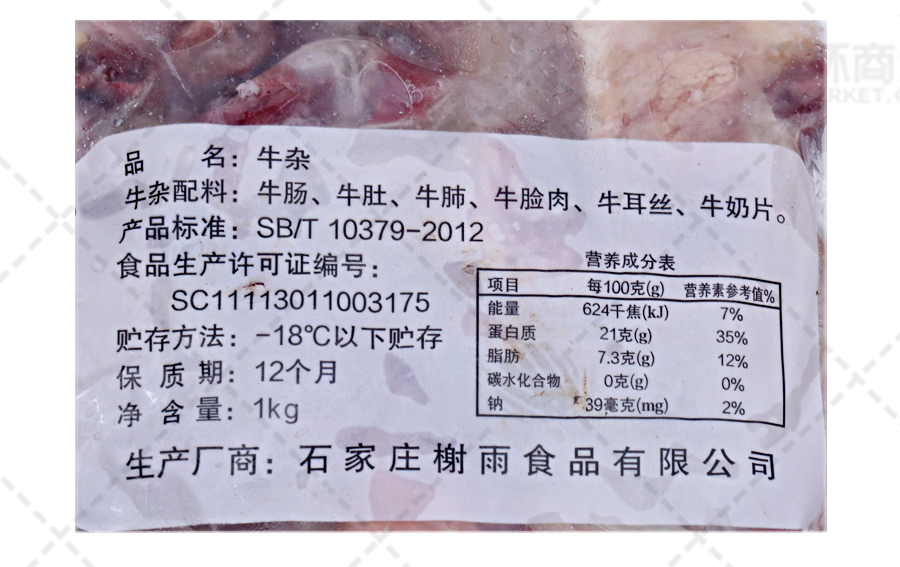 环商
ARKET.C
品 名：牛杂
牛杂配料：牛肠、牛肚、牛肺、牛脸肉、牛耳丝、牛奶片。
产品标准：SB/T 10379-2012
食品生产许可证编号：
SC11113011003175
贮存方法：-18℃以下贮存
保 质 期：12个月
净 含 量：1kg
营养成分表
项目 每100克(g) 营养素参考值%
能量 624千焦(kJ) 7%
蛋白质 21克(g) 35%
脂肪 7.3克(g) 12%
碳水化合物 0克(g) 0%
钠 39毫克(mg) 2%
生产厂商：石家庄榭雨食品有限公司